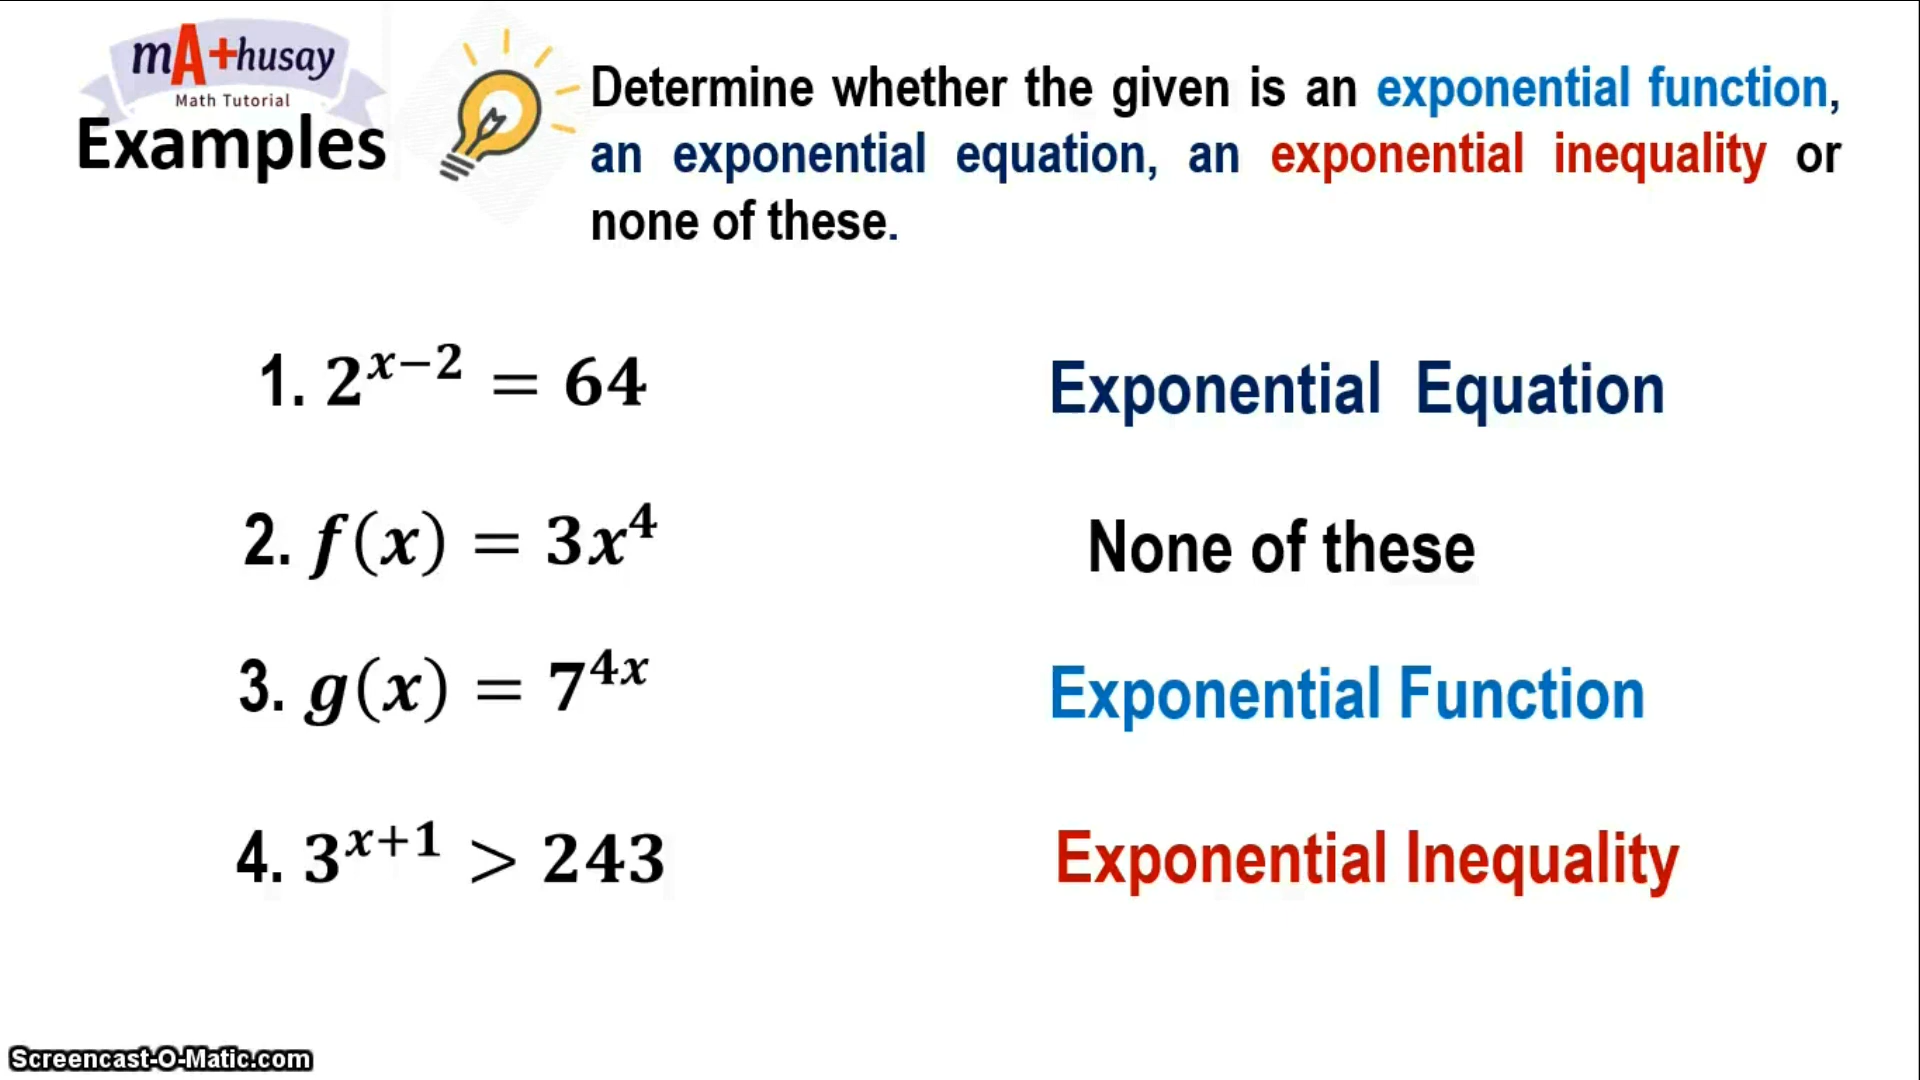 mA+husay
Math Tutorial
Examples
Determine whether the given is an exponential function,
an exponential equation, an exponential inequality or
none of these.
1. 2^{x−2} = 64
Exponential Equation
2. f(x) = 3x^4
None of these
3. g(x) = 7^{4x}
Exponential Function
4. 3^{x+1} > 243
Exponential Inequality
Screencast-O-Matic.com